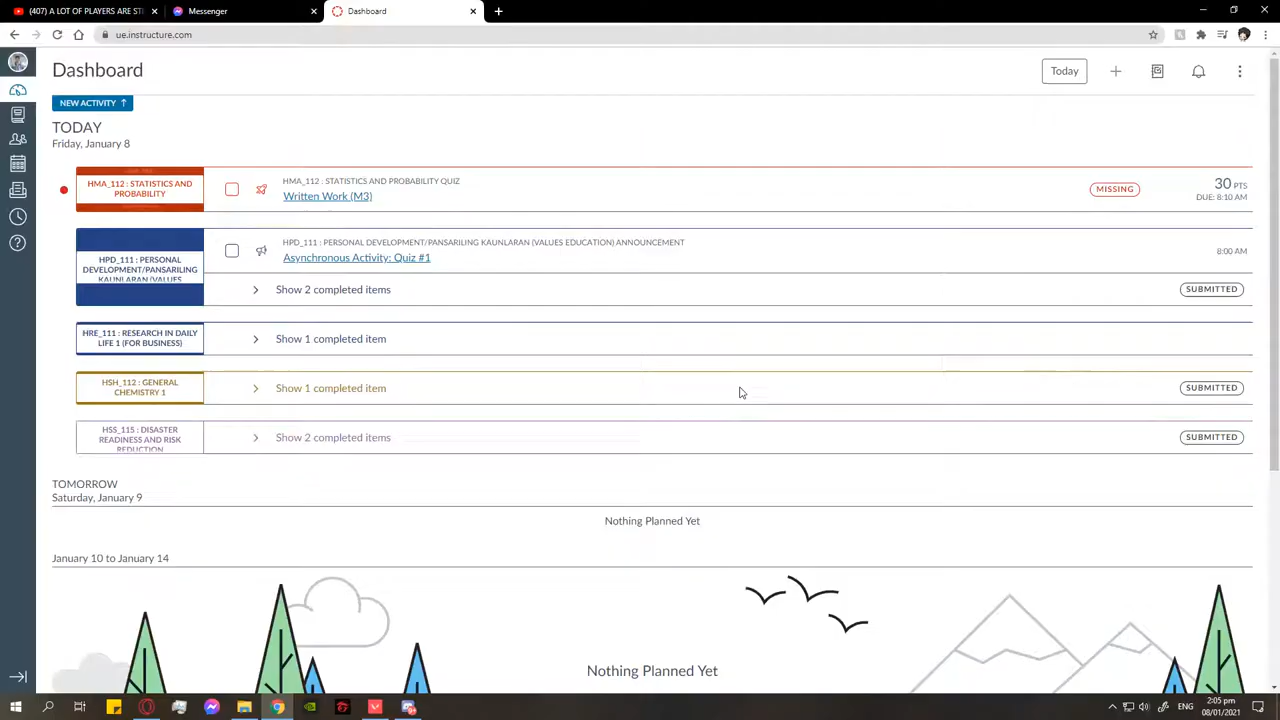 (407) A LOT OF PLAYERS ARE ST
Messenger
Dashboard
ue.instructure.com
Dashboard
Today
NEW ACTIVITY ↑
TODAY
Friday, January 8
HMA_112 : STATISTICS AND
PROBABILITY
HMA_112 : STATISTICS AND PROBABILITY QUIZ
Written Work (M3)
MISSING
30 PTS
DUE: 8:10 AM
HPD_111 : PERSONAL
DEVELOPMENT/PANSARILING
KAUNLARAN (VALUES
HPD_111 : PERSONAL DEVELOPMENT/PANSARILING KAUNLARAN (VALUES EDUCATION) ANNOUNCEMENT
Asynchronous Activity: Quiz #1
8:00 AM
Show 2 completed items
SUBMITTED
HRE_111 : RESEARCH IN DAILY
LIFE 1 (FOR BUSINESS)
Show 1 completed item
HSH_112 : GENERAL
CHEMISTRY 1
Show 1 completed item
SUBMITTED
HSS_115 : DISASTER
READINESS AND RISK
REDUCTION
Show 2 completed items
SUBMITTED
TOMORROW
Saturday, January 9
Nothing Planned Yet
January 10 to January 14
Nothing Planned Yet
ENG
2:05 pm
08/01/2021